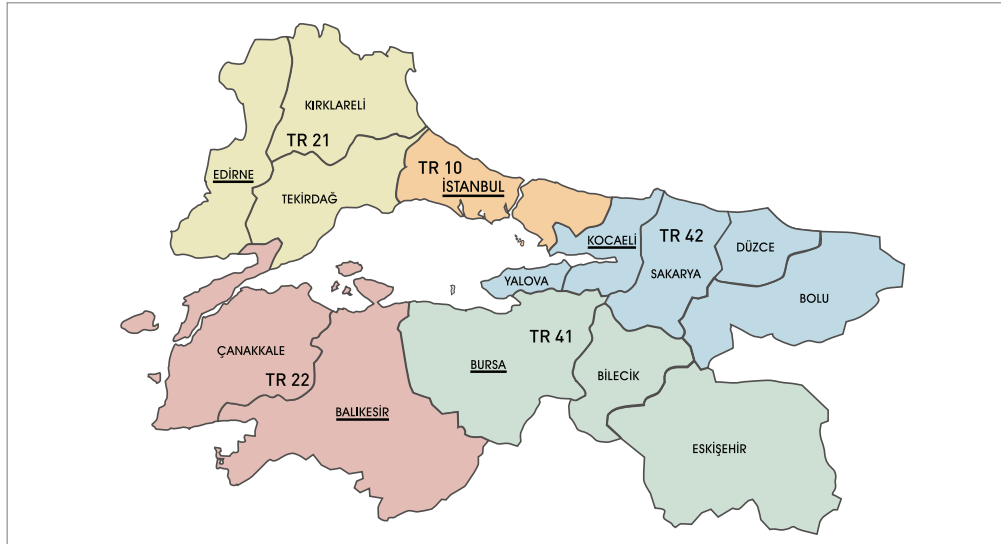 KIRKLARELİ
TR 21
EDİRNE
TEKİRDAĞ
TR 10
İSTANBUL
KOCAELİ
TR 42
DÜZCE
SAKARYA
YALOVA
BOLU
ÇANAKKALE
TR 22
BALIKESİR
TR 41
BURSA
BİLECİK
ESKİŞEHİR